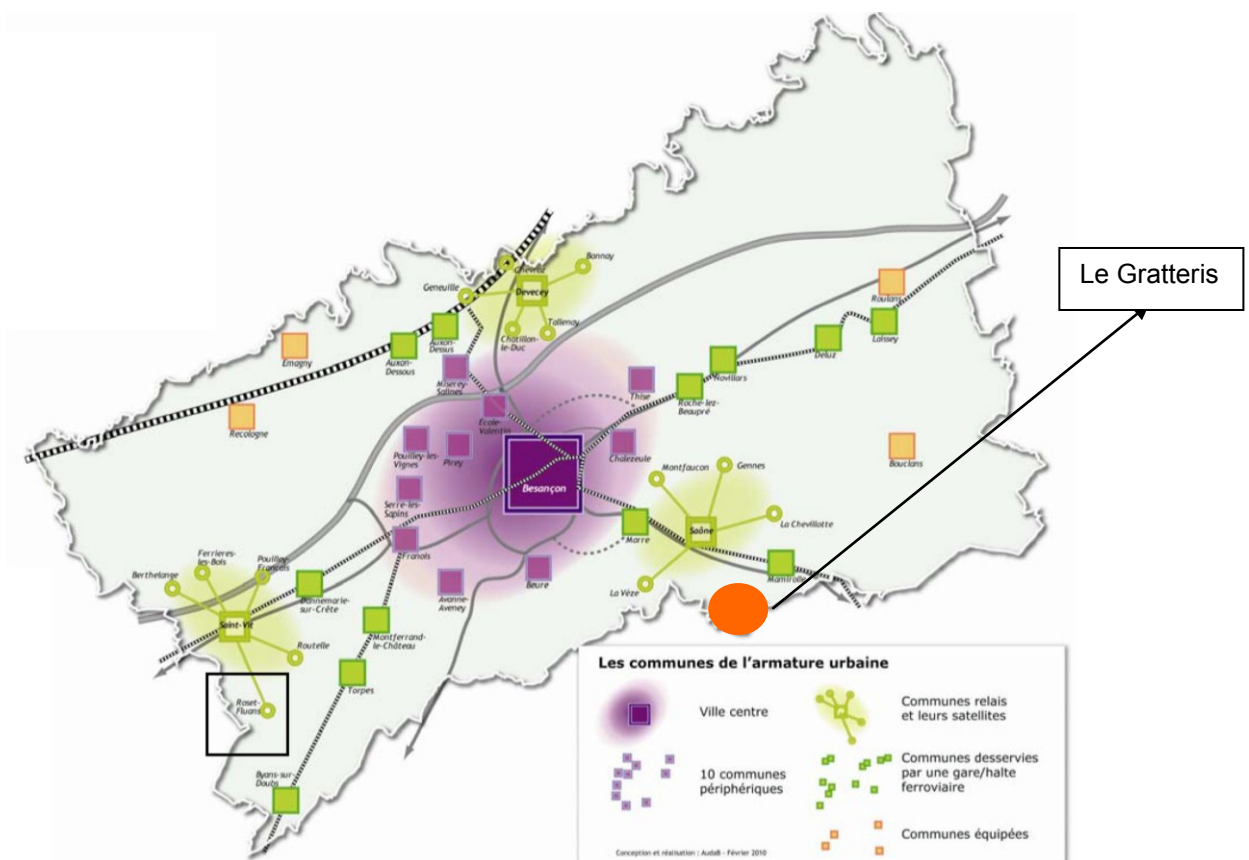 Le Gratteris
Chevroz
Bonnay
Geneuille
Devecey
Roulans
Tallenay
Chatillon-
le-Duc
Auxon-
Dessus
Emagny
Auxon-
Dessous
Laissey
Deluz
Miserey-
Salines
Novillars
Thise
Roche-lez-
Beaupré
Recologne
Ecole-
Valentin
Pouilley-les-
Vignes
Pirey
Chalezeule
Bouclans
Besançon
Montfaucon
Gennes
Serre-les-
Sapins
La Chevillotte
Saône
Morre
Franois
Ferrieres-
les-Bois
Pouilley-
Français
Berthelange
Mamirolle
Beure
La Vèze
Avanne-
Aveney
Dannemarie-
sur-Crête
Saint-Vit
Montferrand-
le-Château
Routelle
Torpes
Roset-
Fluans
Byans-sur-
Doubs
Les communes de l'armature urbaine
Ville centre
Communes relais
et leurs satellites
10 communes
périphériques
Communes desservies
par une gare/halte
ferroviaire
Communes équipées
Conception et réalisation : AudaB - Février 2010